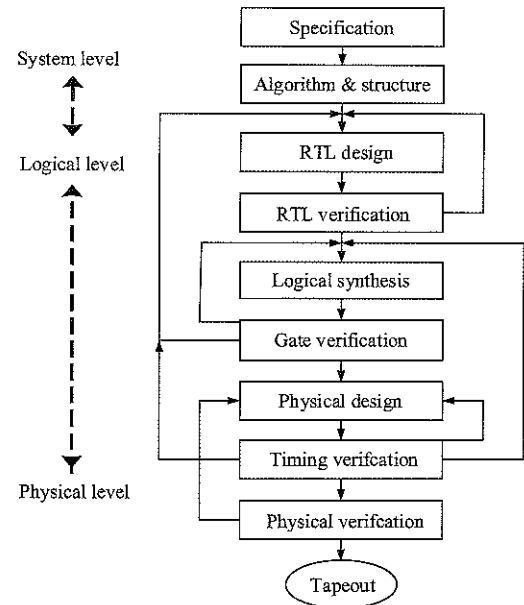 Specification
System level
Algorithm & structure
RTL design
Logical level
RTL verification
Logical synthesis
Gate verification
Physical design
Timing verifcation
Physical level
Physical verifcation
Tapeout